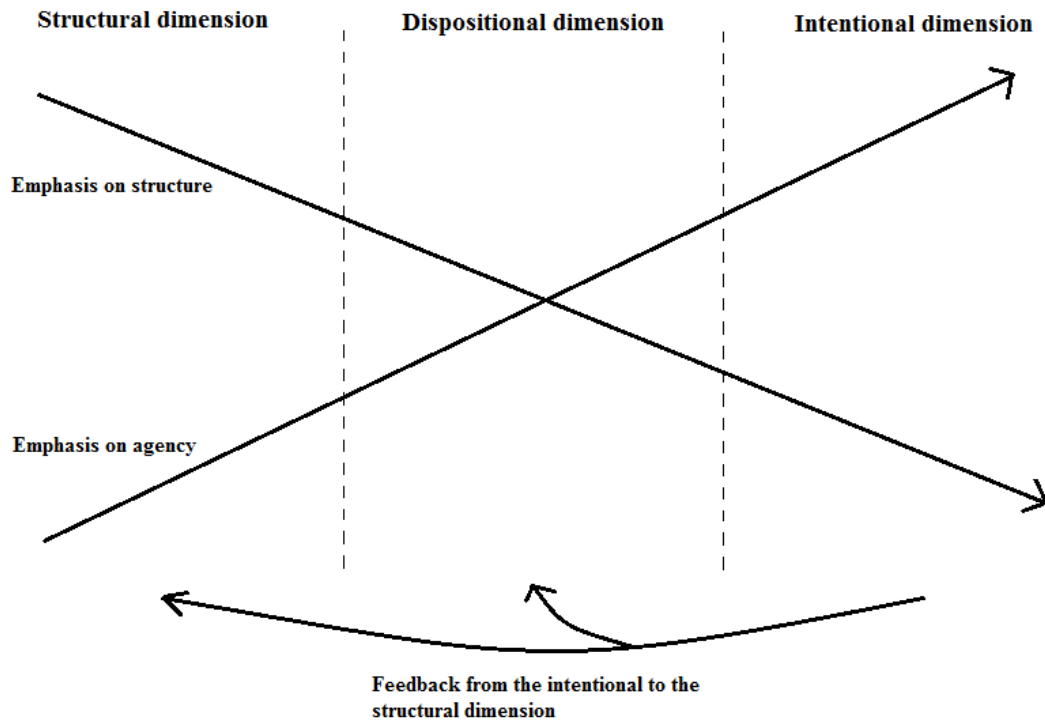 Structural dimension
Dispositional dimension
Intentional dimension
Emphasis on structure
Emphasis on agency
Feedback from the intentional to the
structural dimension